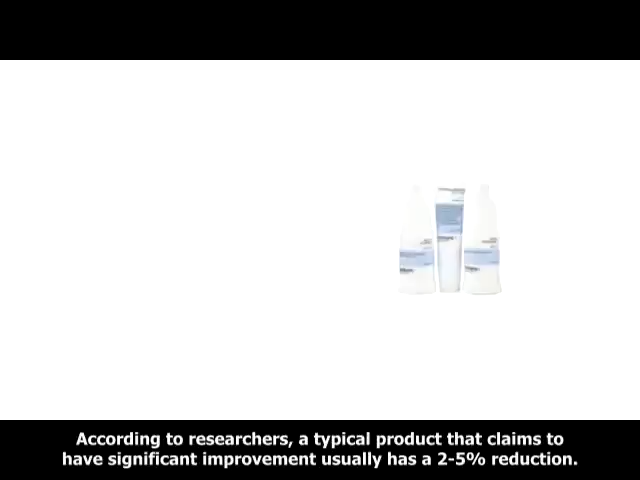 According to researchers, a typical product that claims to
have significant improvement usually has a 2-5% reduction.